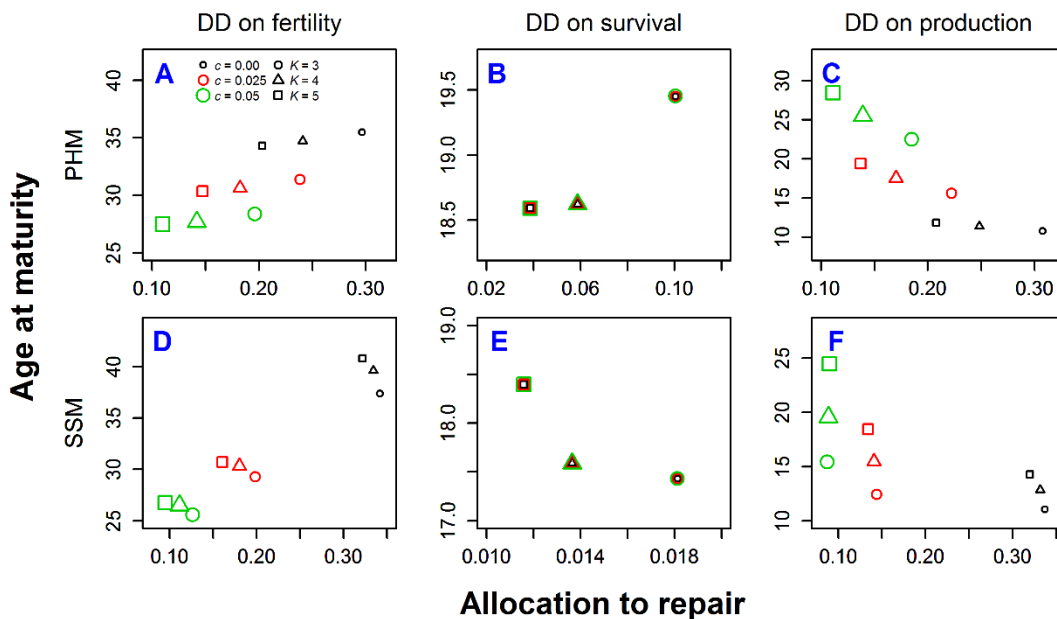 DD on fertility DD on survival DD on production
A c = 0.00 K = 3
c = 0.025 K = 4
c = 0.05 K = 5
B
C
40
35
30
25
19.5
19.0
18.5
30
25
20
15
10
0.10 0.20 0.30
0.02 0.06 0.10
0.10 0.20 0.30
PHM
Age at maturity
SSM
D
E
F
40
35
30
25
19.0
18.0
17.0
25
20
15
10
0.10 0.20 0.30
0.010 0.014 0.018
0.10 0.20 0.30
Allocation to repair